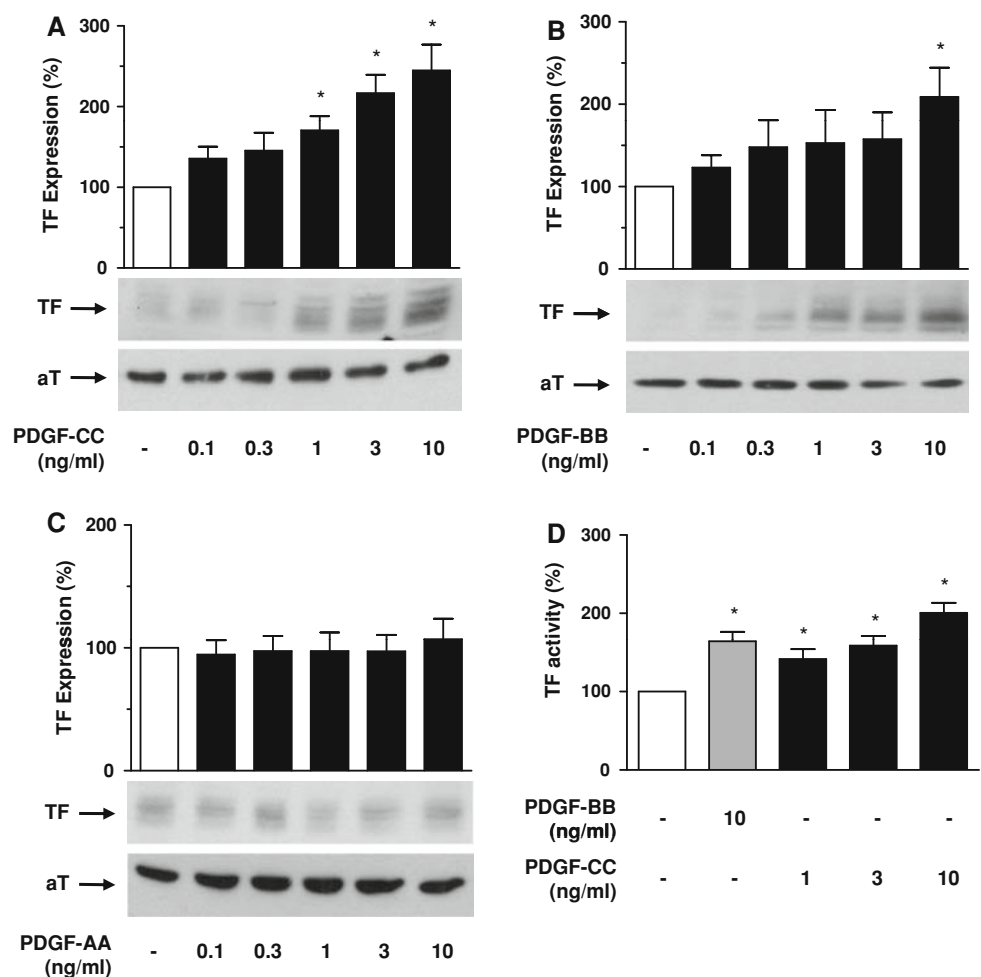 A
TF Expression (%)
300
200
100
0
* * *
TF
aT
PDGF-CC (ng/ml)
- 0.1 0.3 1 3 10
B
TF Expression (%)
300
200
100
0
*
TF
aT
PDGF-BB (ng/ml)
- 0.1 0.3 1 3 10
C
TF Expression (%)
200
100
0
TF
aT
PDGF-AA (ng/ml)
- 0.1 0.3 1 3 10
D
TF activity (%)
300
200
100
0
* * * *
PDGF-BB (ng/ml)
- 10 - - -
PDGF-CC (ng/ml)
- - 1 3 10